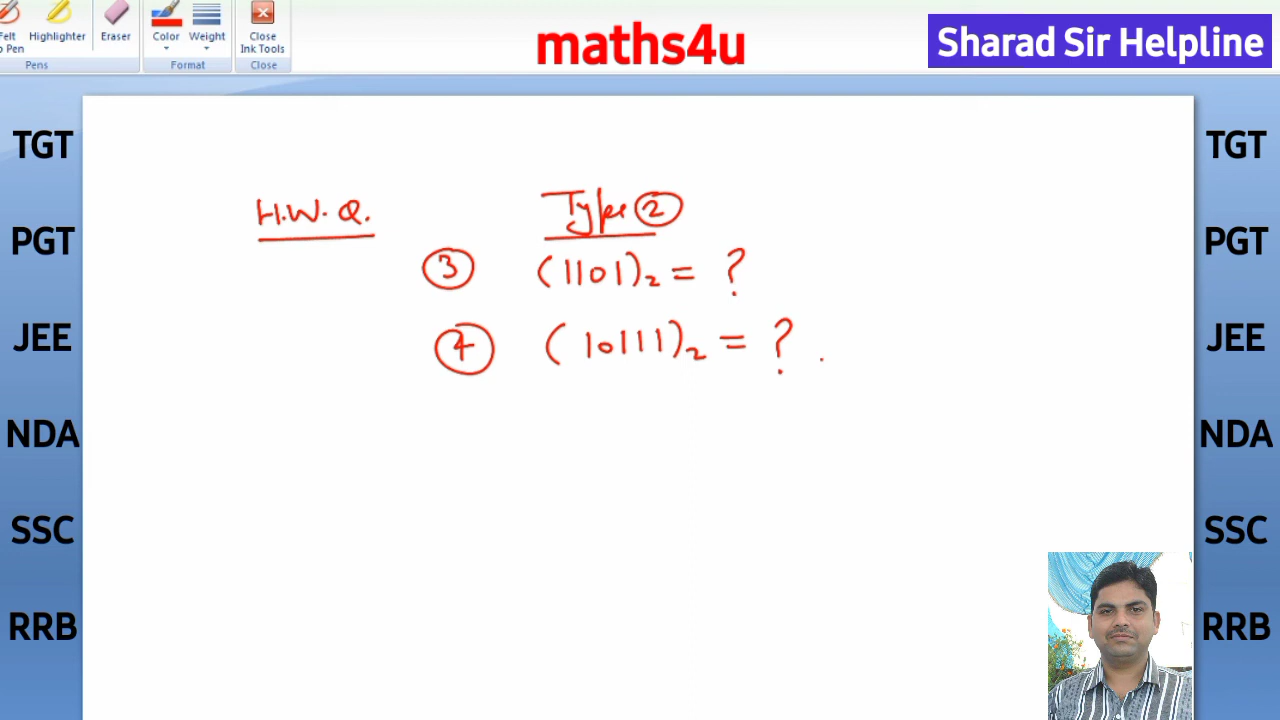 Felt Pen Highlighter Eraser Color Weight Close Ink Tools
Pens Format Close
maths4u
Sharad Sir Helpline
TGT
PGT
JEE
NDA
SSC
RRB
H.W.Q. Type 2
3 (1101)2 = ?
4 (10111)2 = ?
TGT
PGT
JEE
NDA
SSC
RRB